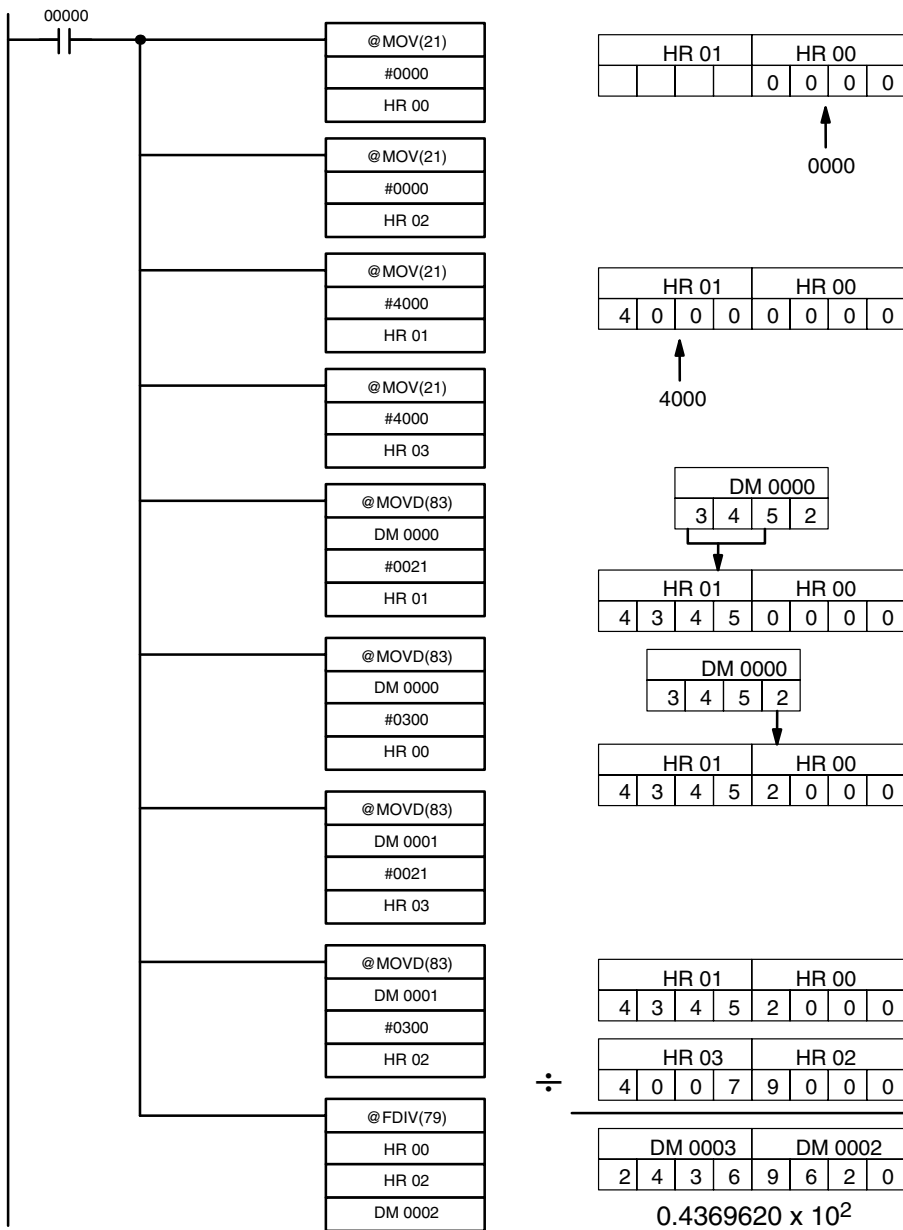 00000
@MOV(21)
#0000
HR 00
@MOV(21)
#0000
HR 02
@MOV(21)
#4000
HR 01
@MOV(21)
#4000
HR 03
@MOVD(83)
DM 0000
#0021
HR 01
@MOVD(83)
DM 0000
#0300
HR 00
@MOVD(83)
DM 0001
#0021
HR 03
@MOVD(83)
DM 0001
#0300
HR 02
@FDIV(79)
HR 00
HR 02
DM 0002
HR 01 HR 00
0 0 0 0
0000
HR 01 HR 00
4 0 0 0 0 0 0 0
4000
DM 0000
3 4 5 2
HR 01 HR 00
4 3 4 5 0 0 0 0
DM 0000
3 4 5 2
HR 01 HR 00
4 3 4 5 2 0 0 0
HR 01 HR 00
4 3 4 5 2 0 0 0
HR 03 HR 02
÷ 4 0 0 7 9 0 0 0
DM 0003 DM 0002
2 4 3 6 9 6 2 0
0.4369620 x 10²